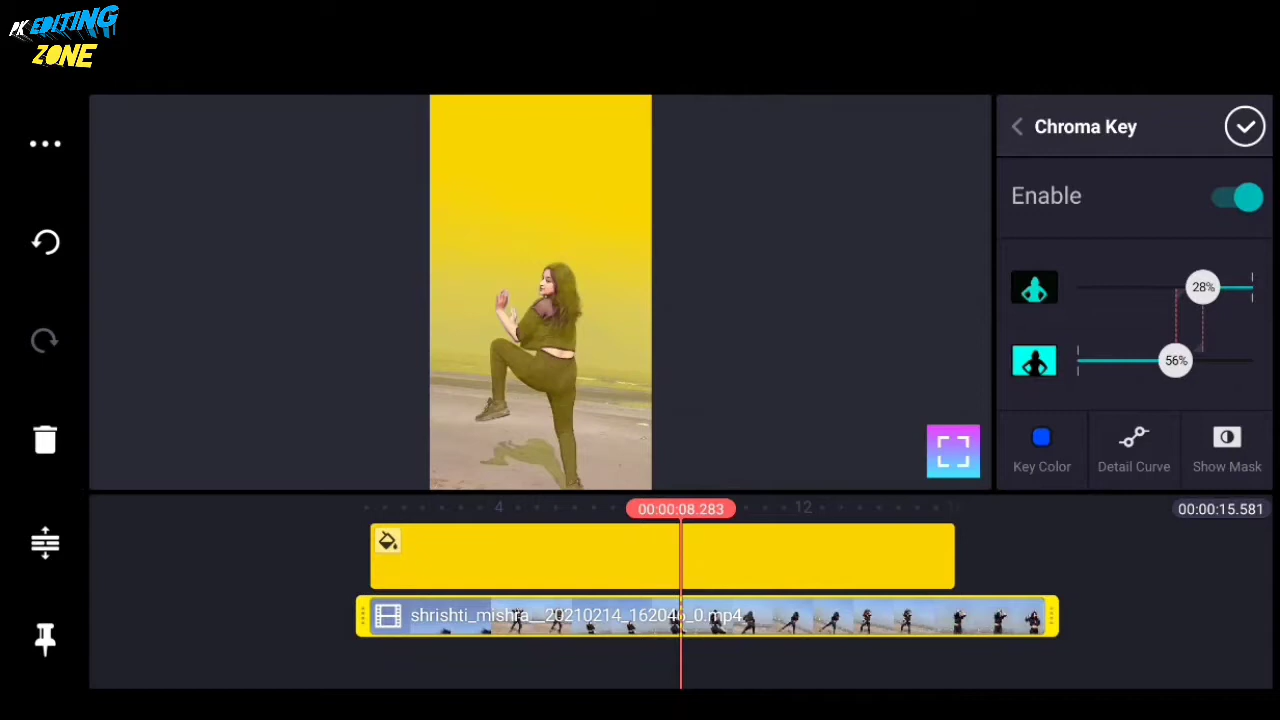 PK EDITING
ZONE
Chroma Key
Enable
28%
56%
Key Color
Detail Curve
Show Mask
4
00:00:08.283
12
00:00:15.581
shrishti_mishra__20210214_162046_0.mp4